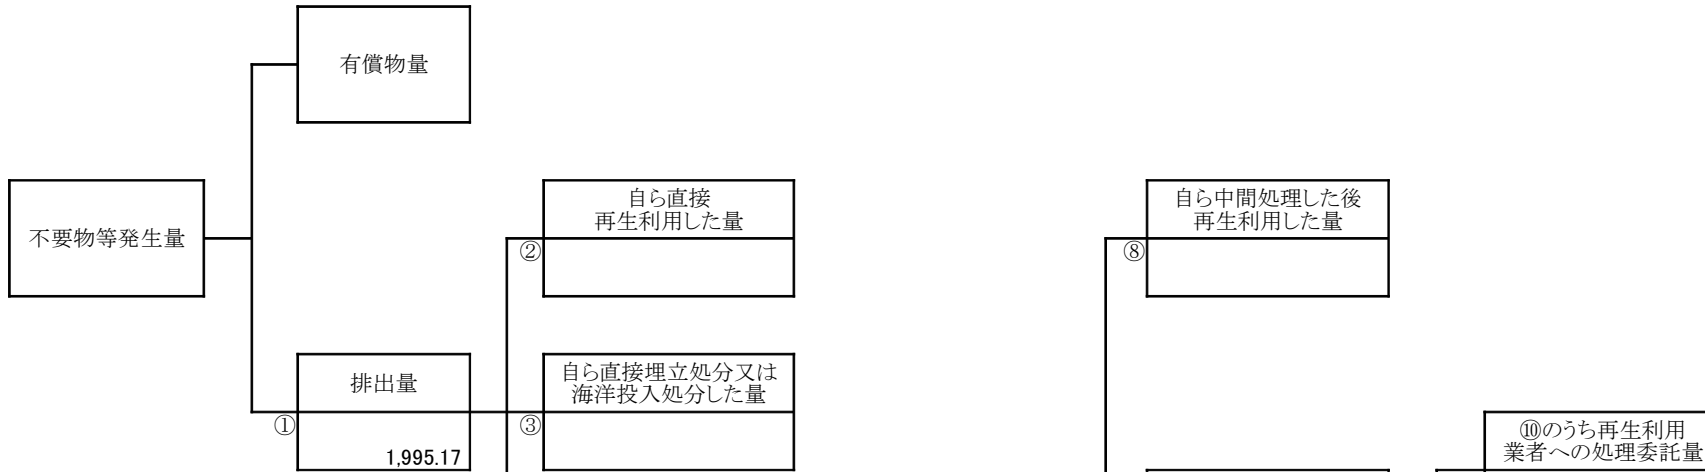 有償物量
不要物等発生量
自ら直接
再生利用した量
②
自ら中間処理した後
再生利用した量
⑧
排出量
①
1,995.17
自ら直接埋立処分又は
海洋投入処分した量
③
⑩のうち再生利用
業者への処理委託量